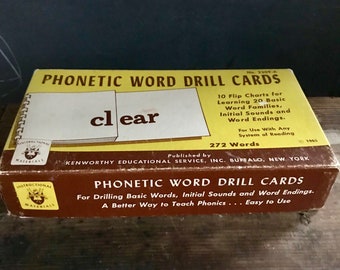 PHONETIC WORD DRILL CARDS
10 Flip Charts for
Learning 20 Basic
Word Families,
Initial Sounds and
Word Endings.
cl ear
For Use With Any
System of Reading
272 Words
Published by
KENWORTHY EDUCATIONAL SERVICE, INC. BUFFALO, NEW YORK
PHONETIC WORD DRILL CARDS
For Drilling Basic Words, Initial Sounds and Word Endings.
A Better Way to Teach Phonics . . . Easy to Use
INSTRUCTIONAL
MATERIALS